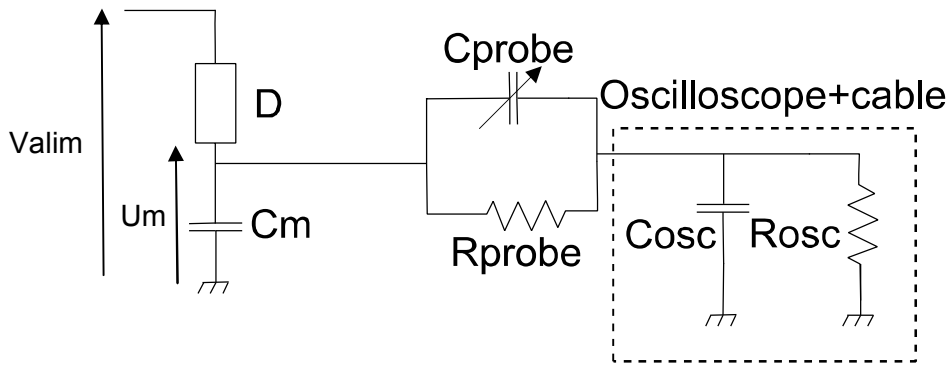 Cprobe
Oscilloscope+cable
D
Valim
Um
Cm
Rprobe
Cosc
Rosc